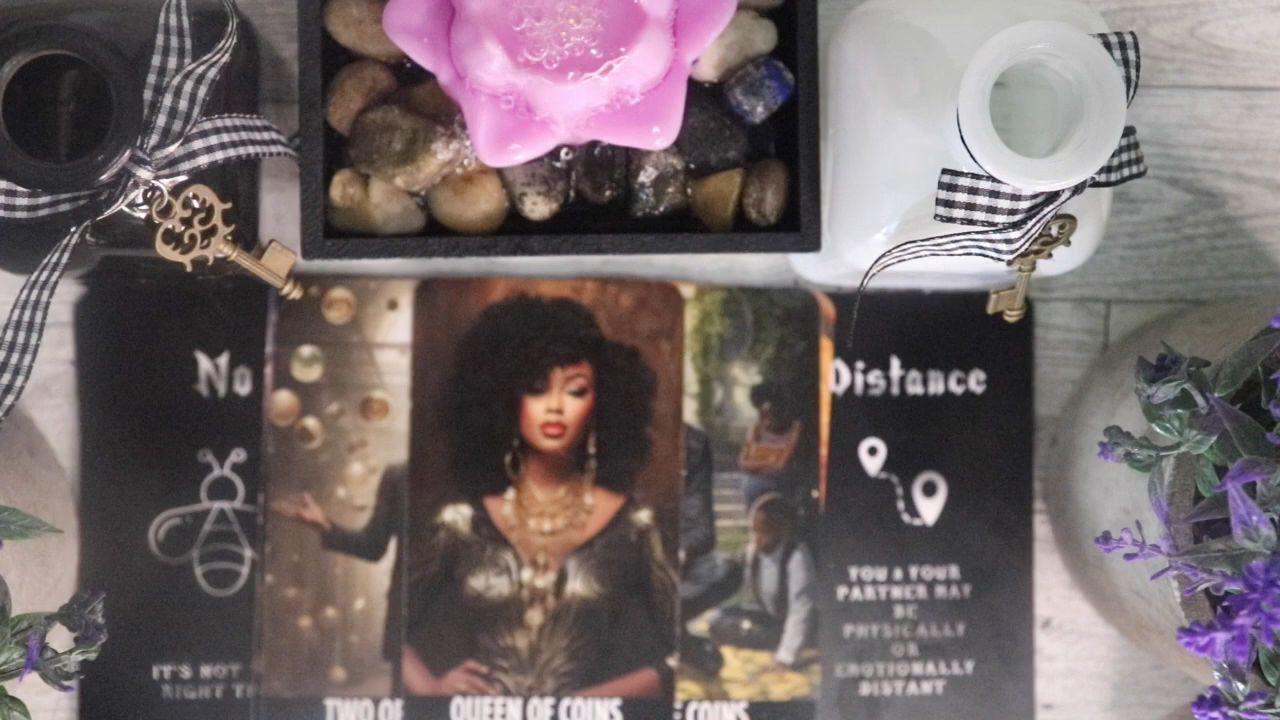 No
IT'S NOT
RIGHT
TWO OF
QUEEN OF COINS
COINS
Distance
YOU & YOUR
PARTNER MAY
BE
PHYSICALLY
OR
EMOTIONALLY
DISTANT